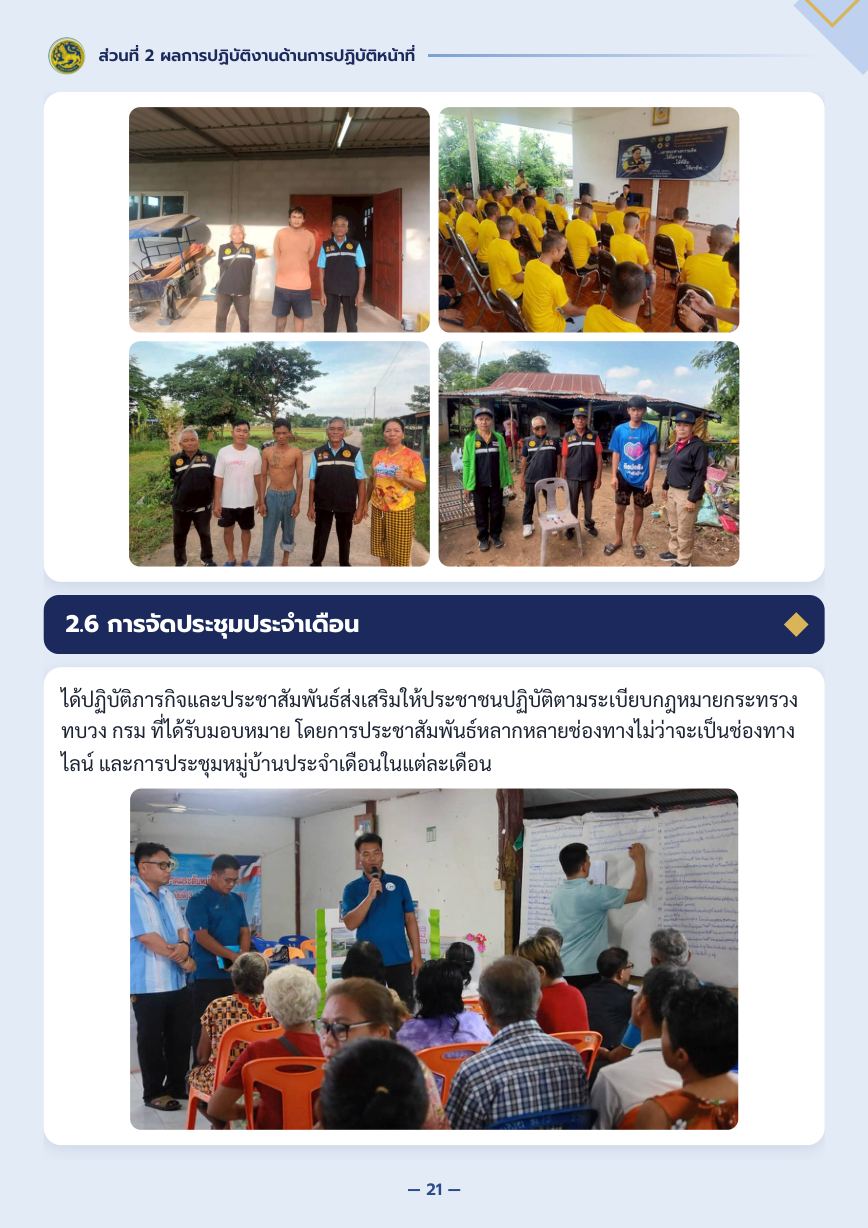 ส่วนที่ 2 ผลการปฏิบัติงานด้านการปฏิบัติหน้าที่
2.6 การจัดประชุมประจำเดือน
ได้ปฏิบัติภารกิจและประชาสัมพันธ์ส่งเสริมให้ประชาชนปฏิบัติตามระเบียบกฎหมายกระทรวง
ทบวง กรม ที่ได้รับมอบหมาย โดยการประชาสัมพันธ์หลากหลายช่องทางไม่ว่าจะเป็นช่องทาง
ไลน์ และการประชุมหมู่บ้านประจำเดือนในแต่ละเดือน
— 21 —